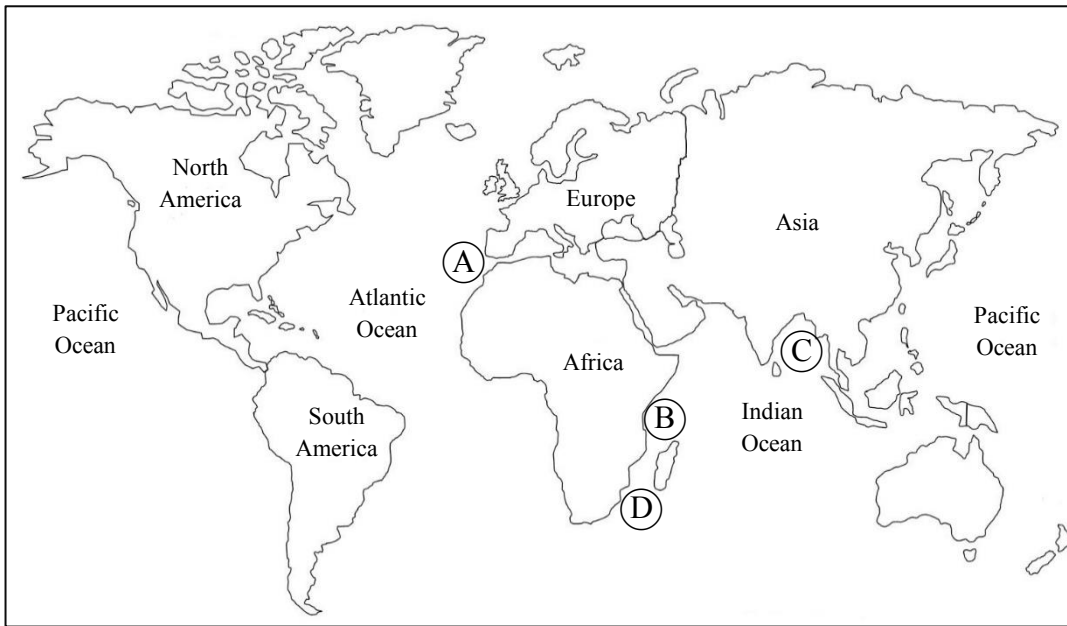 North
America
Europe
Asia
A
Atlantic
Ocean
Pacific
Ocean
Pacific
Ocean
C
Africa
B
Indian
Ocean
South
America
D